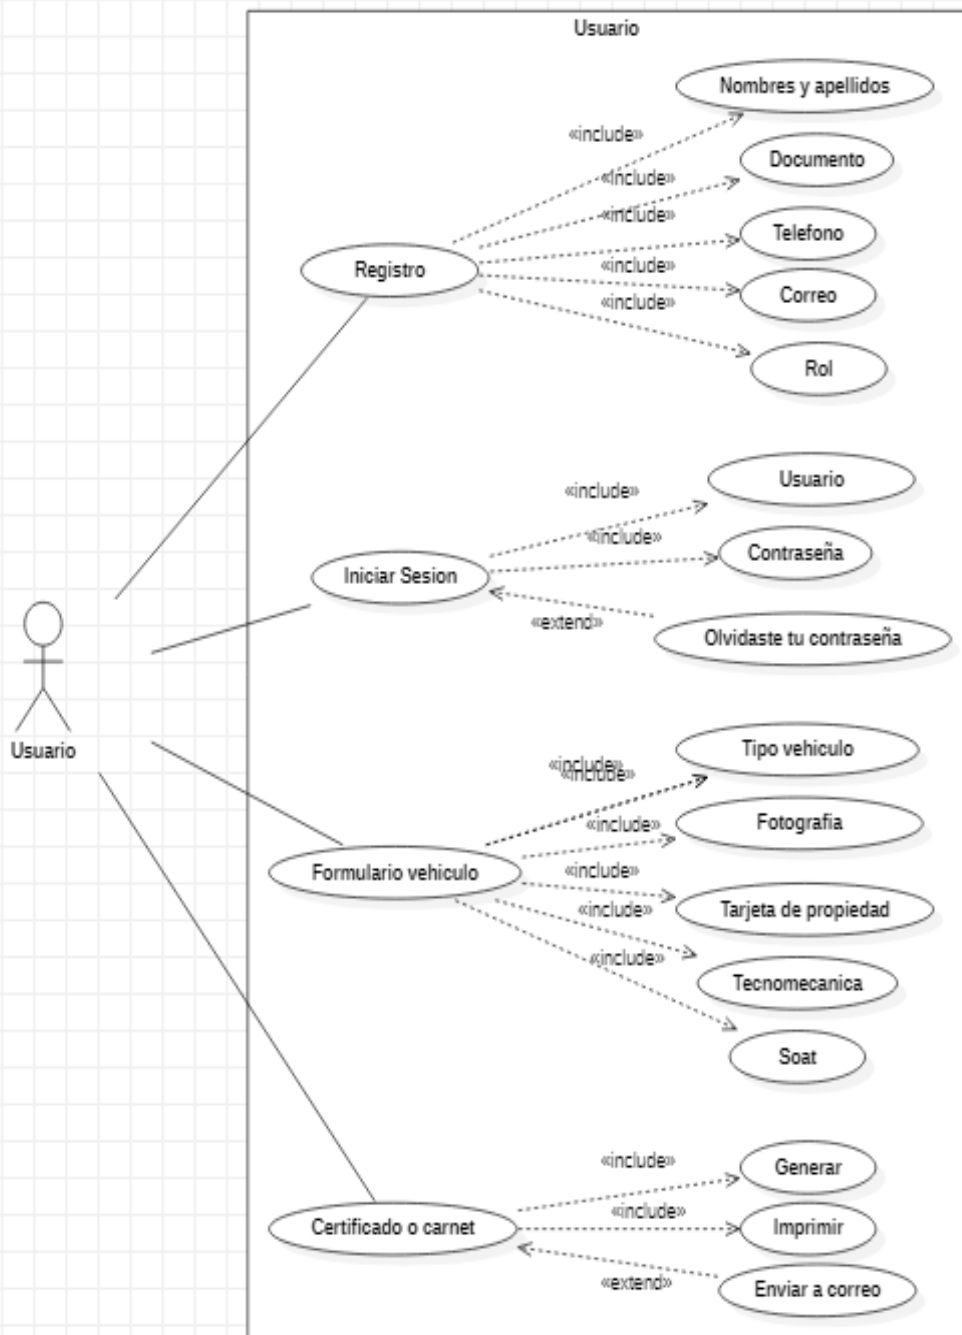 Usuario
Nombres y apellidos
«include»
Documento
«include»
«include»
Telefono
Registro
«include»
Correo
«include»
Rol
Usuario
«include»
«include»
Contraseña
Iniciar Sesion
«extend»
Olvidaste tu contraseña
Usuario
Tipo vehiculo
«include»
«include»
«include»
Fotografia
Formulario vehiculo
«include»
«include»
Tarjeta de propiedad
«include»
Tecnomecanica
Soat
«include»
Generar
«include»
Certificado o carnet
Imprimir
«extend»
Enviar a correo